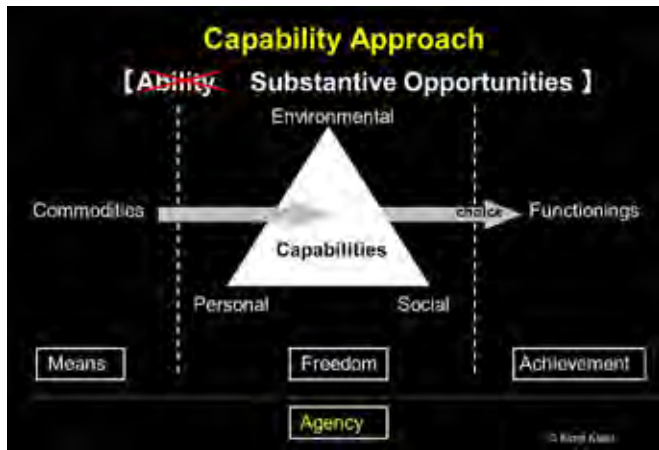 Capability Approach
[Ability Substantive Opportunities]
Environmental
Commodities
choice
Functionings
Capabilities
Personal
Social
Means
Freedom
Achievement
Agency